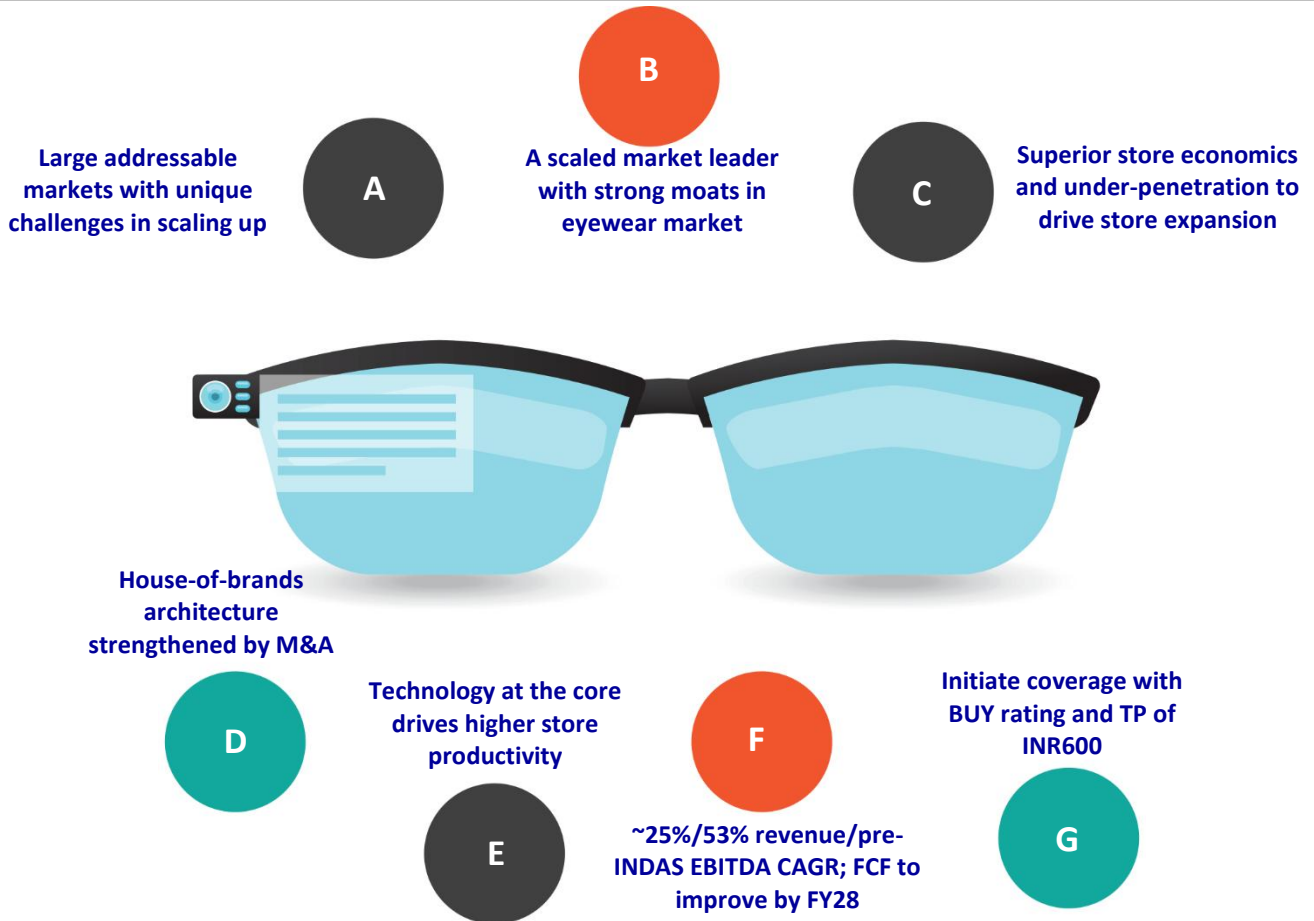 A
Large addressable
markets with unique
challenges in scaling up
B
A scaled market leader
with strong moats in
eyewear market
C
Superior store economics
and under-penetration to
drive store expansion
House-of-brands
architecture
strengthened by M&A
D
Technology at the core
drives higher store
productivity
E
F
~25%/53% revenue/pre-
INDAS EBITDA CAGR; FCF to
improve by FY28
Initiate coverage with
BUY rating and TP of
INR600
G